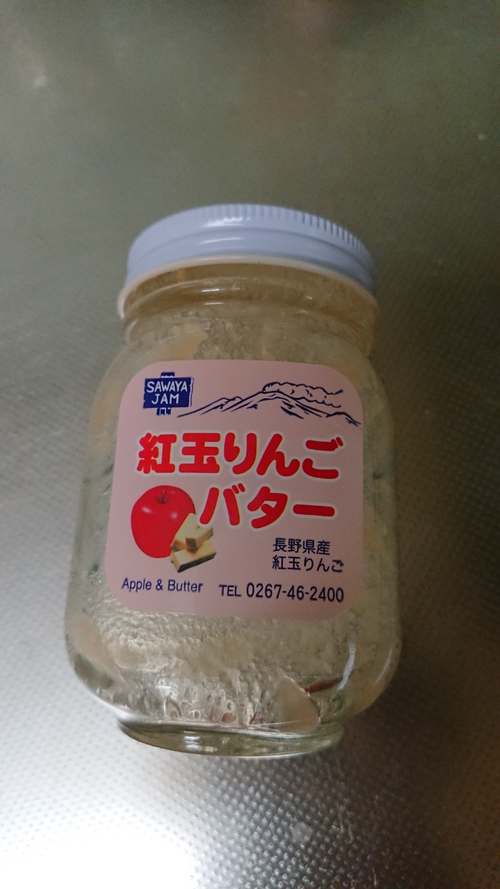 SAWAYA
JAM
紅玉りんご
バター
長野県産
紅玉りんご
Apple & Butter
TEL 0267-46-2400